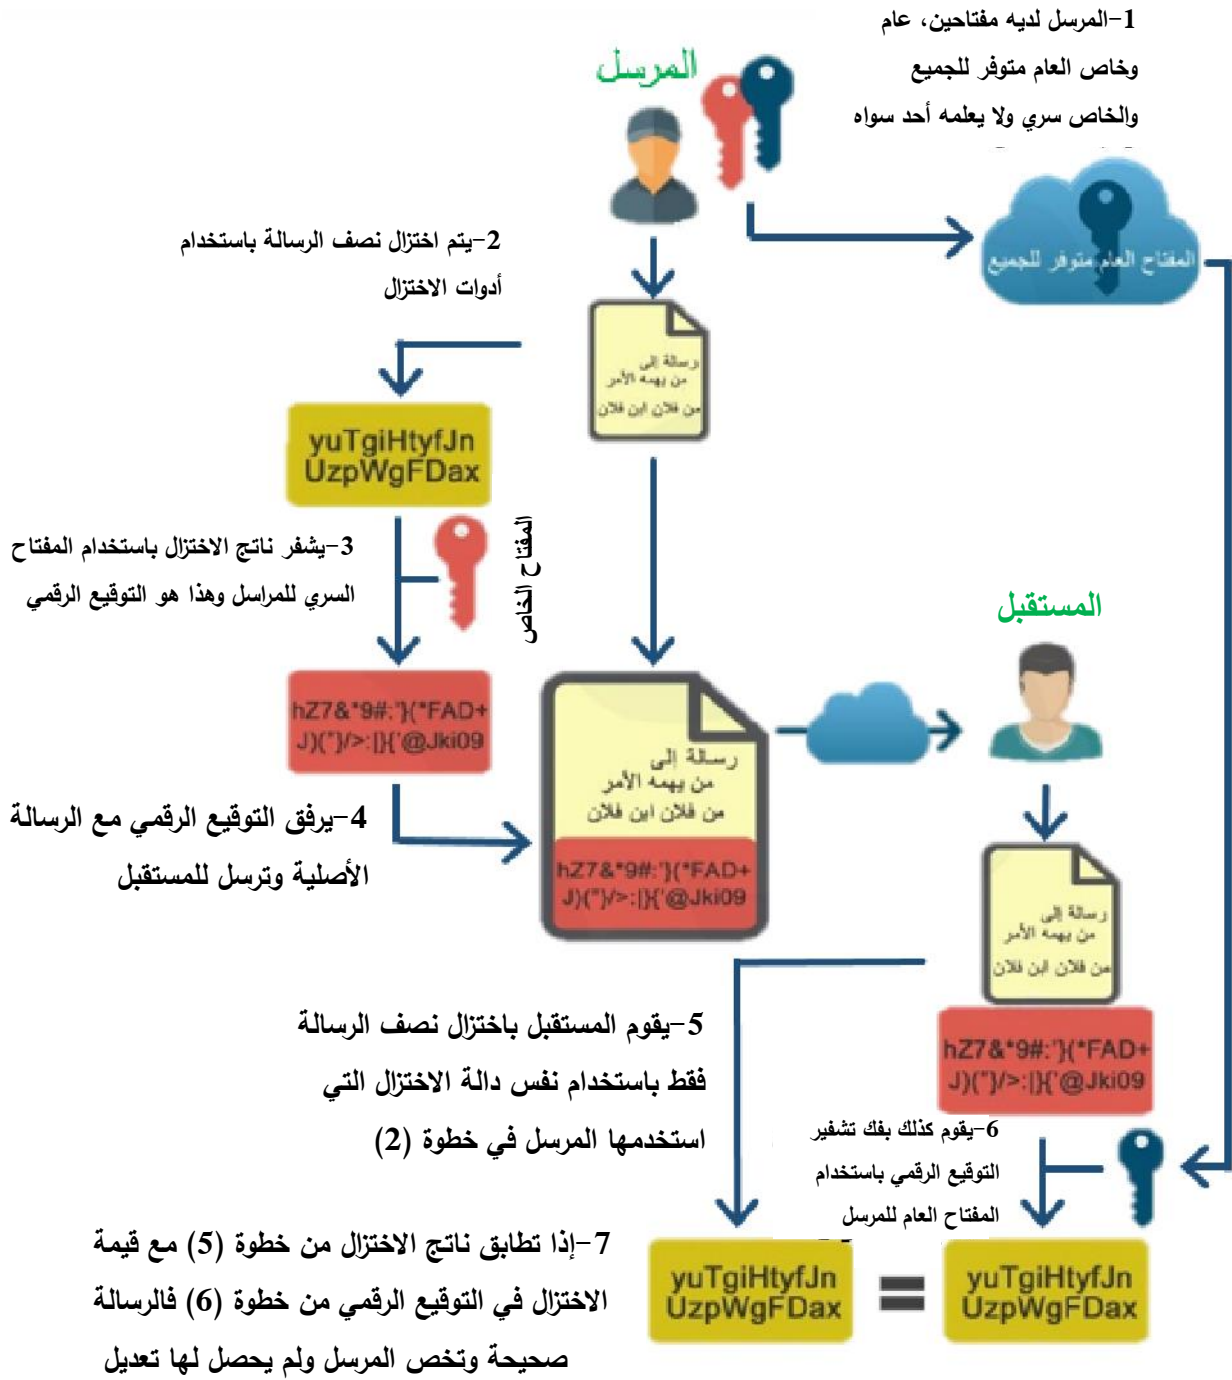 1-المرسل لديه مفتاحين، عام
وخاص العام متوفر للجميع
والخاص سري ولا يعلمه أحد سواه
المرسل
المفتاح العام متوفر للجميع
2-يتم اختزال نصف الرسالة باستخدام
أدوات الاختزال
رسالة إلى
من يهمه الأمر
من فلان ابن فلان
yuTgiHtyfJn
UzpWgFDax
3-يشفر ناتج الاختزال باستخدام المفتاح
السري للمراسل وهذا هو التوقيع الرقمي
المفتاح الخاص
hZ7&*9#:'}(*FAD+
J)("}/>:|}{'@Jki09
4-يرفق التوقيع الرقمي مع الرسالة
الأصلية وترسل للمستقبل
رسالة إلى
من يهمه الأمر
من فلان ابن فلان
hZ7&*9#:'}(*FAD+
J)("}/>:|}{'@Jki09
المستقبل
رسالة إلى
من يهمه الأمر
من فلان ابن فلان
hZ7&*9#:'}(*FAD+
J)("}/>:|}{'@Jki09
5-يقوم المستقبل باختزال نصف الرسالة
فقط باستخدام نفس دالة الاختزال التي
استخدمها المرسل في خطوة (2)
6-يقوم كذلك بفك تشفير
التوقيع الرقمي باستخدام
المفتاح العام للمرسل
7-إذا تطابق ناتج الاختزال من خطوة (5) مع قيمة
الاختزال في التوقيع الرقمي من خطوة (6) فالرسالة
صحيحة وتخص المرسل ولم يحصل لها تعديل
yuTgiHtyfJn
UzpWgFDax
=
yuTgiHtyfJn
UzpWgFDax